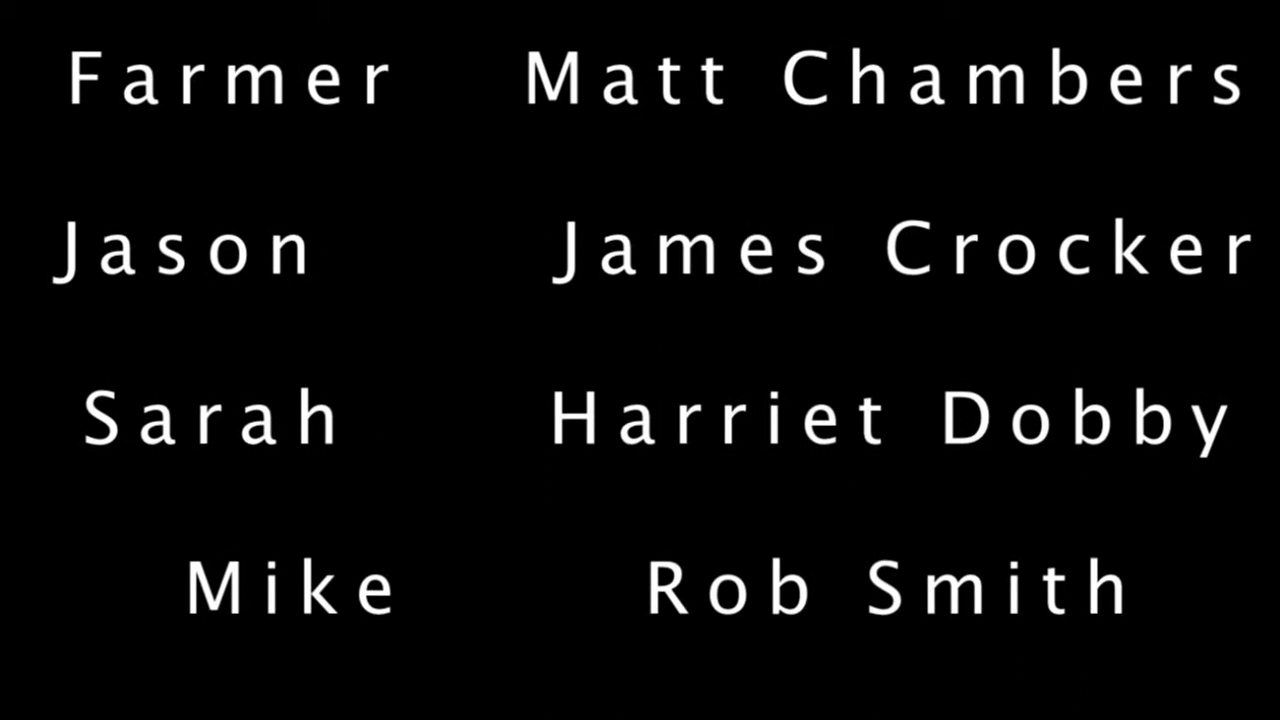 Farmer Matt Chambers
Jason James Crocker
Sarah Harriet Dobby
Mike Rob Smith